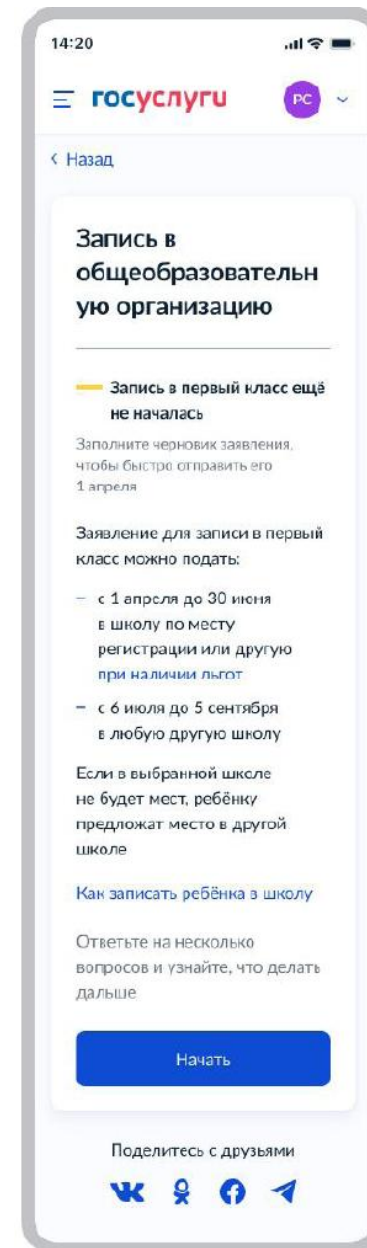 14:20
госуслуги
РС
Назад
Запись в
общеобразовательн
ую организацию
Запись в первый класс ещё
не началась
Заполните черновик заявления,
чтобы быстро отправить его
1 апреля
Заявление для записи в первый
класс можно подать:
– с 1 апреля до 30 июня
в школу по месту
регистрации или другую
при наличии льгот
– с 6 июля до 5 сентября
в любую другую школу
Если в выбранной школе
не будет мест, ребёнку
предложат место в другой
школе
Как записать ребёнка в школу
Ответьте на несколько
вопросов и узнайте, что делать
дальше
Начать
Поделитесь с друзьями